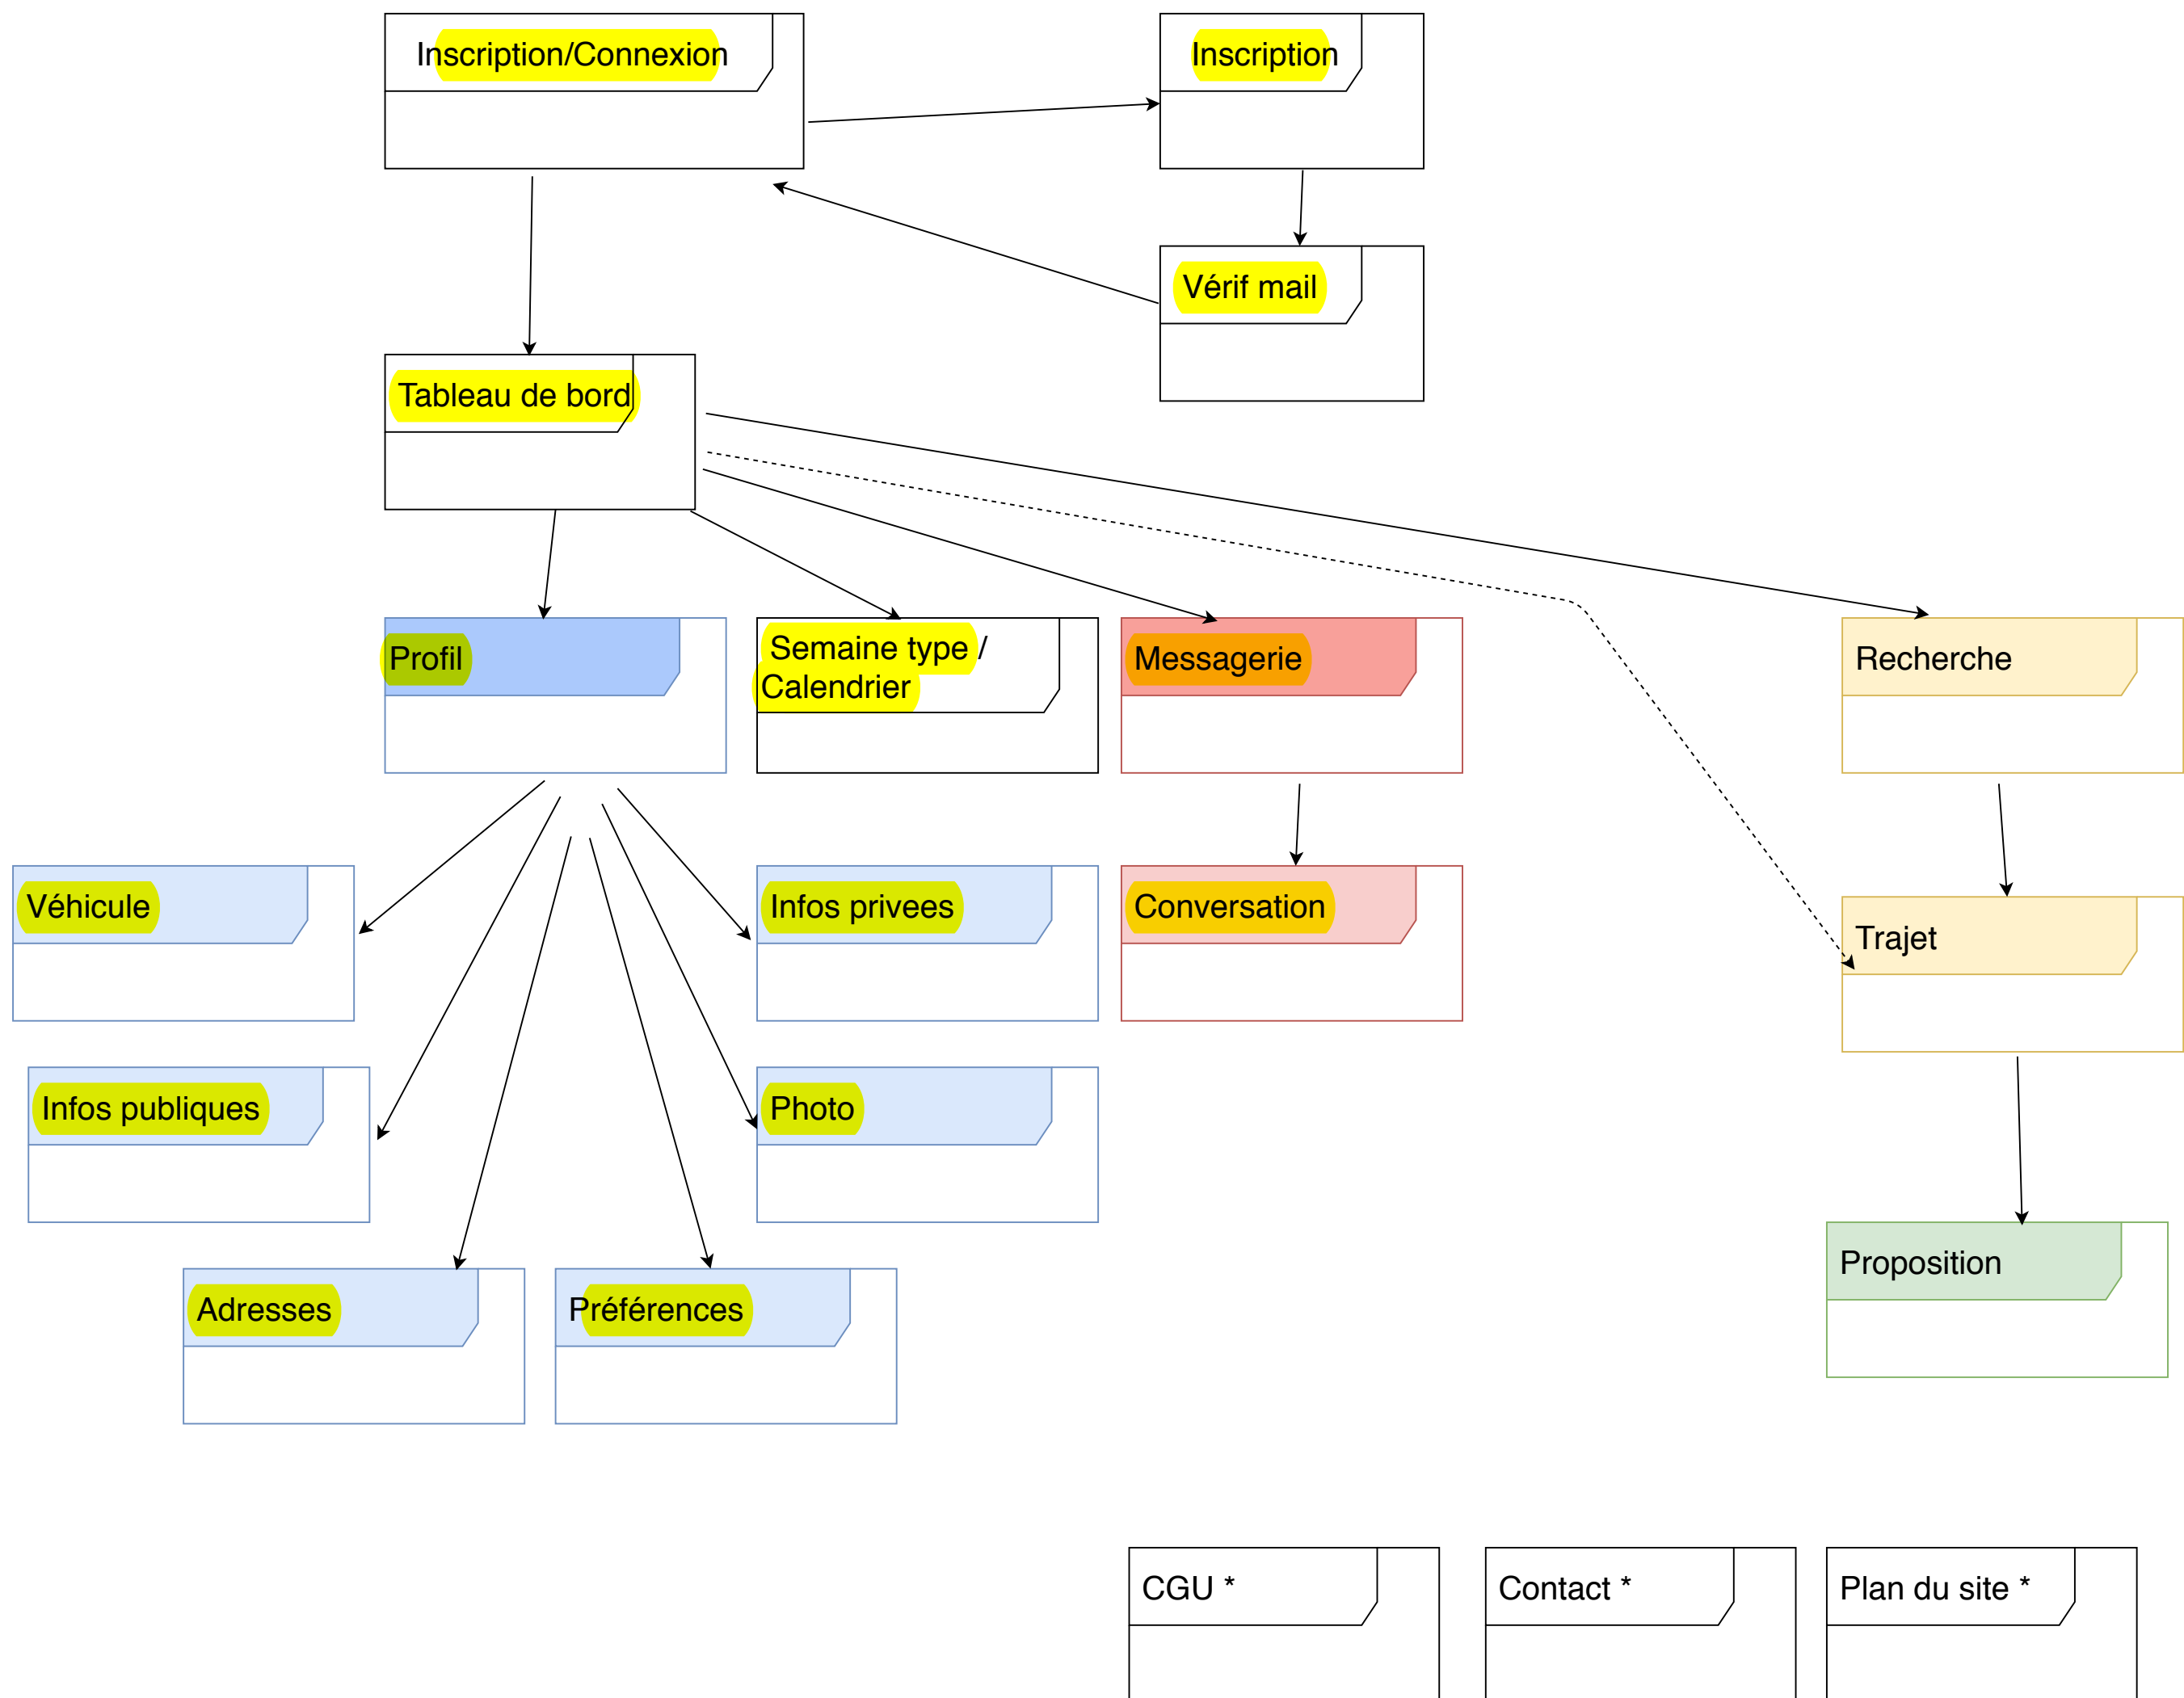 Inscription/Connexion
Inscription
Vérif mail
Tableau de bord
Profil
Semaine type /
Calendrier
Messagerie
Recherche
Véhicule
Infos privees
Conversation
Trajet
Infos publiques
Photo
Proposition
Adresses
Préférences
CGU *
Contact *
Plan du site *